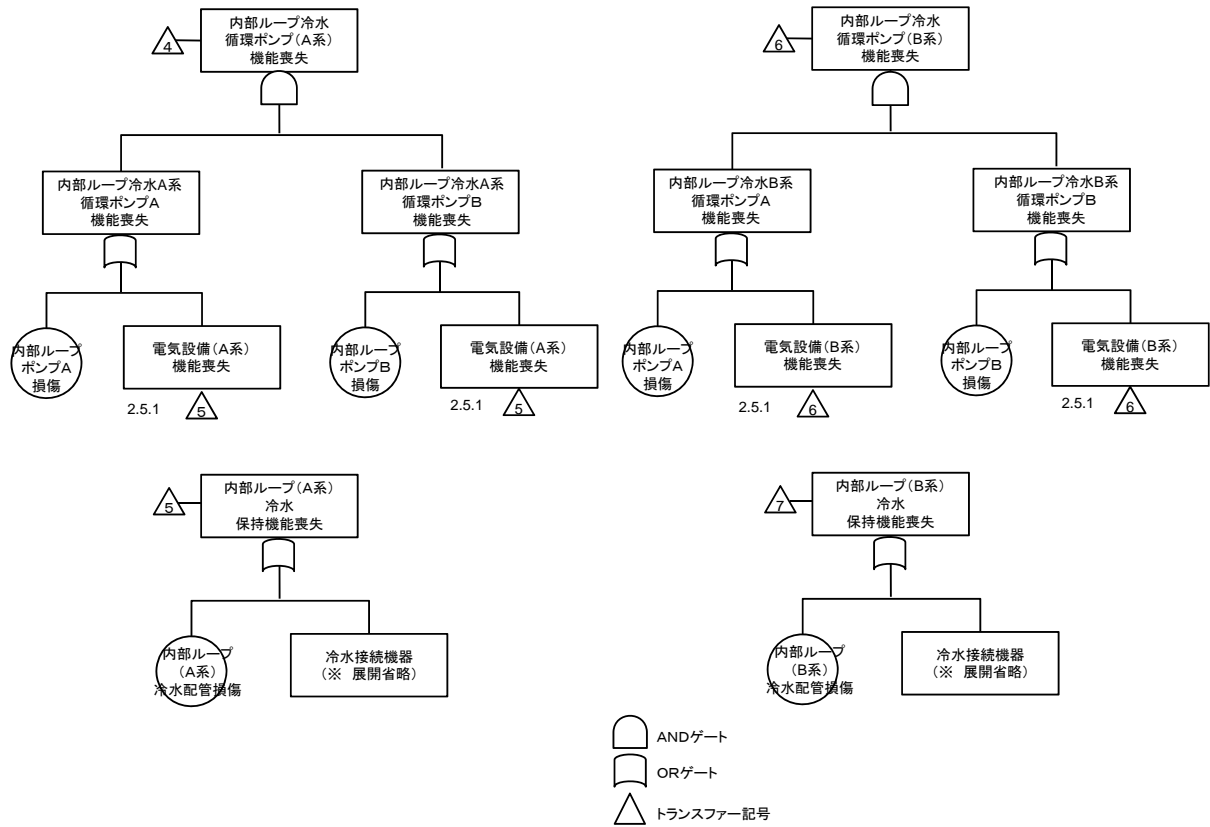 4
内部ループ冷水
循環ポンプ(A系)
機能喪失
内部ループ冷水A系
循環ポンプA
機能喪失
内部ループ冷水A系
循環ポンプB
機能喪失
内部ループ
ポンプA
損傷
電気設備(A系)
機能喪失
2.5.1
5
内部ループ
ポンプB
損傷
電気設備(A系)
機能喪失
2.5.1
5
6
内部ループ冷水
循環ポンプ(B系)
機能喪失
内部ループ冷水B系
循環ポンプA
機能喪失
内部ループ冷水B系
循環ポンプB
機能喪失
内部ループ
ポンプA
損傷
電気設備(B系)
機能喪失
2.5.1
6
内部ループ
ポンプB
損傷
電気設備(B系)
機能喪失
2.5.1
6
5
内部ループ(A系)
冷水
保持機能喪失
内部ループ
(A系)
冷水配管損傷
冷水接続機器
(※ 展開省略)
7
内部ループ(B系)
冷水
保持機能喪失
内部ループ
(B系)
冷水配管損傷
冷水接続機器
(※ 展開省略)
ANDゲート
ORゲート
トランスファー記号